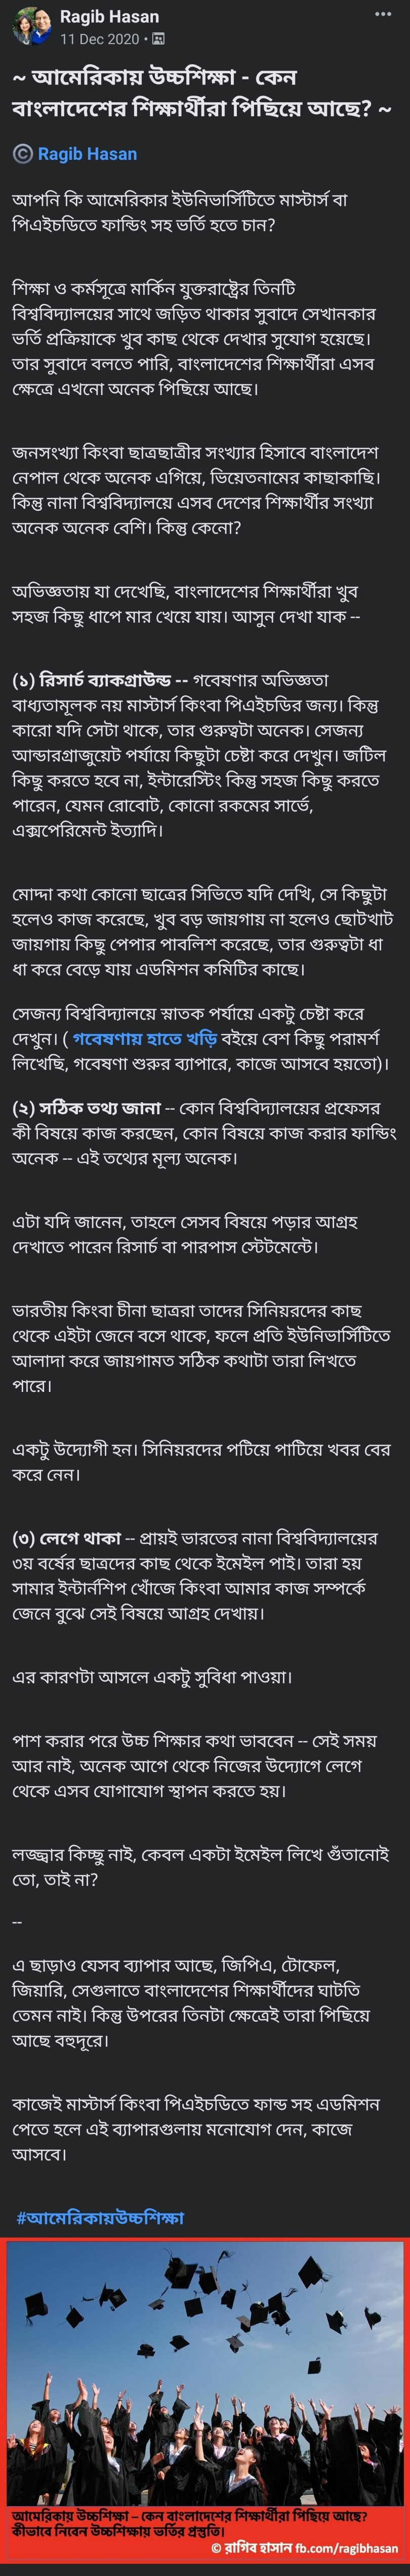 Ragib Hasan
11 Dec 2020 •
~ আমেরিকায় উচ্চশিক্ষা - কেন
বাংলাদেশের শিক্ষার্থীরা পিছিয়ে আছে? ~
© Ragib Hasan
আপনি কি আমেরিকার ইউনিভার্সিটিতে মাস্টার্স বা
পিএইচডিতে ফান্ডিং সহ ভর্তি হতে চান?
শিক্ষা ও কর্মসূত্রে মার্কিন যুক্তরাষ্ট্রের তিনটি
বিশ্ববিদ্যালয়ের সাথে জড়িত থাকার সুবাদে সেখানকার
ভর্তি প্রক্রিয়াকে খুব কাছ থেকে দেখার সুযোগ হয়েছে।
তার সুবাদে বলতে পারি, বাংলাদেশের শিক্ষার্থীরা এসব
ক্ষেত্রে এখনো অনেক পিছিয়ে আছে।
জনসংখ্যা কিংবা ছাত্রছাত্রীর সংখ্যার হিসাবে বাংলাদেশ
নেপাল থেকে অনেক এগিয়ে, ভিয়েতনামের কাছাকাছি।
কিন্তু নানা বিশ্ববিদ্যালয়ে এসব দেশের শিক্ষার্থীর সংখ্যা
অনেক অনেক বেশি। কিন্তু কেনো?
অভিজ্ঞতায় যা দেখেছি, বাংলাদেশের শিক্ষার্থীরা খুব
সহজ কিছু ধাপে মার খেয়ে যায়। আসুন দেখা যাক --
(১) রিসার্চ ব্যাকগ্রাউন্ড -- গবেষণার অভিজ্ঞতা
বাধ্যতামূলক নয় মাস্টার্স কিংবা পিএইচডির জন্য। কিন্তু
কারো যদি সেটা থাকে, তার গুরুত্বটা অনেক। সেজন্য
আন্ডারগ্রাজুয়েট পর্যায়ে কিছুটা চেষ্টা করে দেখুন। জটিল
কিছু করতে হবে না, ইন্টারেস্টিং কিন্তু সহজ কিছু করতে
পারেন, যেমন রোবোট, কোনো রকমের সার্ভে,
এক্সপেরিমেন্ট ইত্যাদি।
মোদ্দা কথা কোনো ছাত্রের সিভিতে যদি দেখি, সে কিছুটা
হলেও কাজ করেছে, খুব বড় জায়গায় না হলেও ছোটখাট
জায়গায় কিছু পেপার পাবলিশ করেছে, তার গুরুত্বটা ধা
ধা করে বেড়ে যায় এডমিশন কমিটির কাছে।
সেজন্য বিশ্ববিদ্যালয়ে স্নাতক পর্যায়ে একটু চেষ্টা করে
দেখুন। ( গবেষণায় হাতে খড়ি বইয়ে বেশ কিছু পরামর্শ
লিখেছি, গবেষণা শুরুর ব্যাপারে, কাজে আসবে হয়তো)।
(২) সঠিক তথ্য জানা -- কোন বিশ্ববিদ্যালয়ের প্রফেসর
কী বিষয়ে কাজ করছেন, কোন বিষয়ে কাজ করার ফান্ডিং
অনেক -- এই তথ্যের মূল্য অনেক।
এটা যদি জানেন, তাহলে সেসব বিষয়ে পড়ার আগ্রহ
দেখাতে পারেন রিসার্চ বা পারপাস স্টেটমেন্টে।
ভারতীয় কিংবা চীনা ছাত্ররা তাদের সিনিয়রদের কাছ
থেকে এইটা জেনে বসে থাকে, ফলে প্রতি ইউনিভার্সিটিতে
আলাদা করে জায়গামত সঠিক কথাটা তারা লিখতে
পারে।
একটু উদ্যোগী হন। সিনিয়রদের পটিয়ে পাটিয়ে খবর বের
করে নেন।
(৩) লেগে থাকা -- প্রায়ই ভারতের নানা বিশ্ববিদ্যালয়ের
৩য় বর্ষের ছাত্রদের কাছ থেকে ইমেইল পাই। তারা হয়
সামার ইন্টার্নশিপ খোঁজে কিংবা আমার কাজ সম্পর্কে
জেনে বুঝে সেই বিষয়ে আগ্রহ দেখায়।
এর কারণটা আসলে একটু সুবিধা পাওয়া।
পাশ করার পরে উচ্চ শিক্ষার কথা ভাববেন -- সেই সময়
আর নাই, অনেক আগে থেকে নিজের উদ্যোগে লেগে
থেকে এসব যোগাযোগ স্থাপন করতে হয়।
লজ্জ্বার কিচ্ছু নাই, কেবল একটা ইমেইল লিখে গুঁতানোই
তো, তাই না?
--
এ ছাড়াও যেসব ব্যাপার আছে, জিপিএ, টোফেল,
জিয়ারি, সেগুলাতে বাংলাদেশের শিক্ষার্থীদের ঘাটতি
তেমন নাই। কিন্তু উপরের তিনটা ক্ষেত্রেই তারা পিছিয়ে
আছে বহুদূরে।
কাজেই মাস্টার্স কিংবা পিএইচডিতে ফান্ড সহ এডমিশন
পেতে হলে এই ব্যাপারগুলায় মনোযোগ দেন, কাজে
আসবে।
#আমেরিকায়উচ্চশিক্ষা
আমেরিকায় উচ্চশিক্ষা – কেন বাংলাদেশের শিক্ষার্থীরা পিছিয়ে আছে?
কীভাবে নিবেন উচ্চশিক্ষায় ভর্তির প্রস্তুতি।
© রাগিব হাসান fb.com/ragibhasan